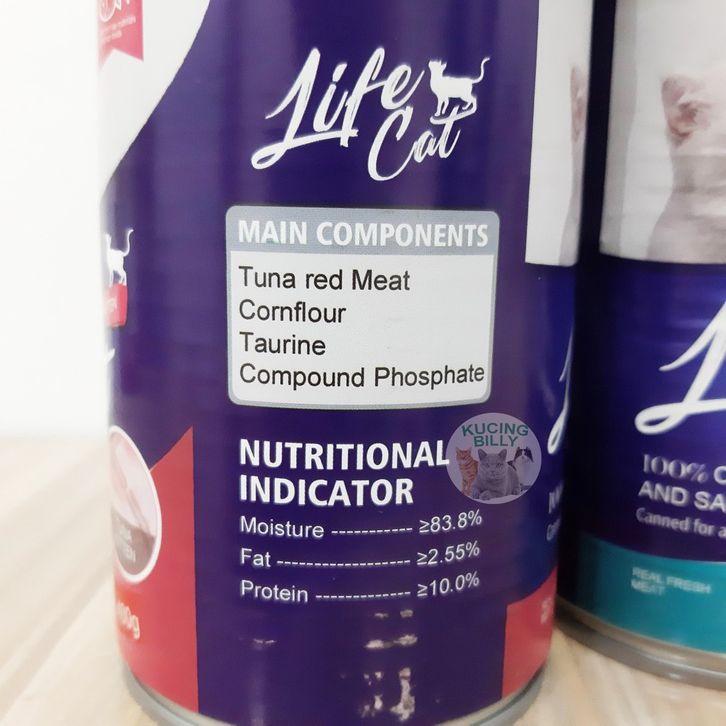 Life
Cat
MAIN COMPONENTS
Tuna red Meat
Cornflour
Taurine
Compound Phosphate
KUCING
BILLY
NUTRITIONAL
INDICATOR
Moisture ----------- ≥83.8%
Fat ------------------ ≥2.55%
Protein ------------- ≥10.0%
100%
AND
Canned for
REAL FRESH
MEAT